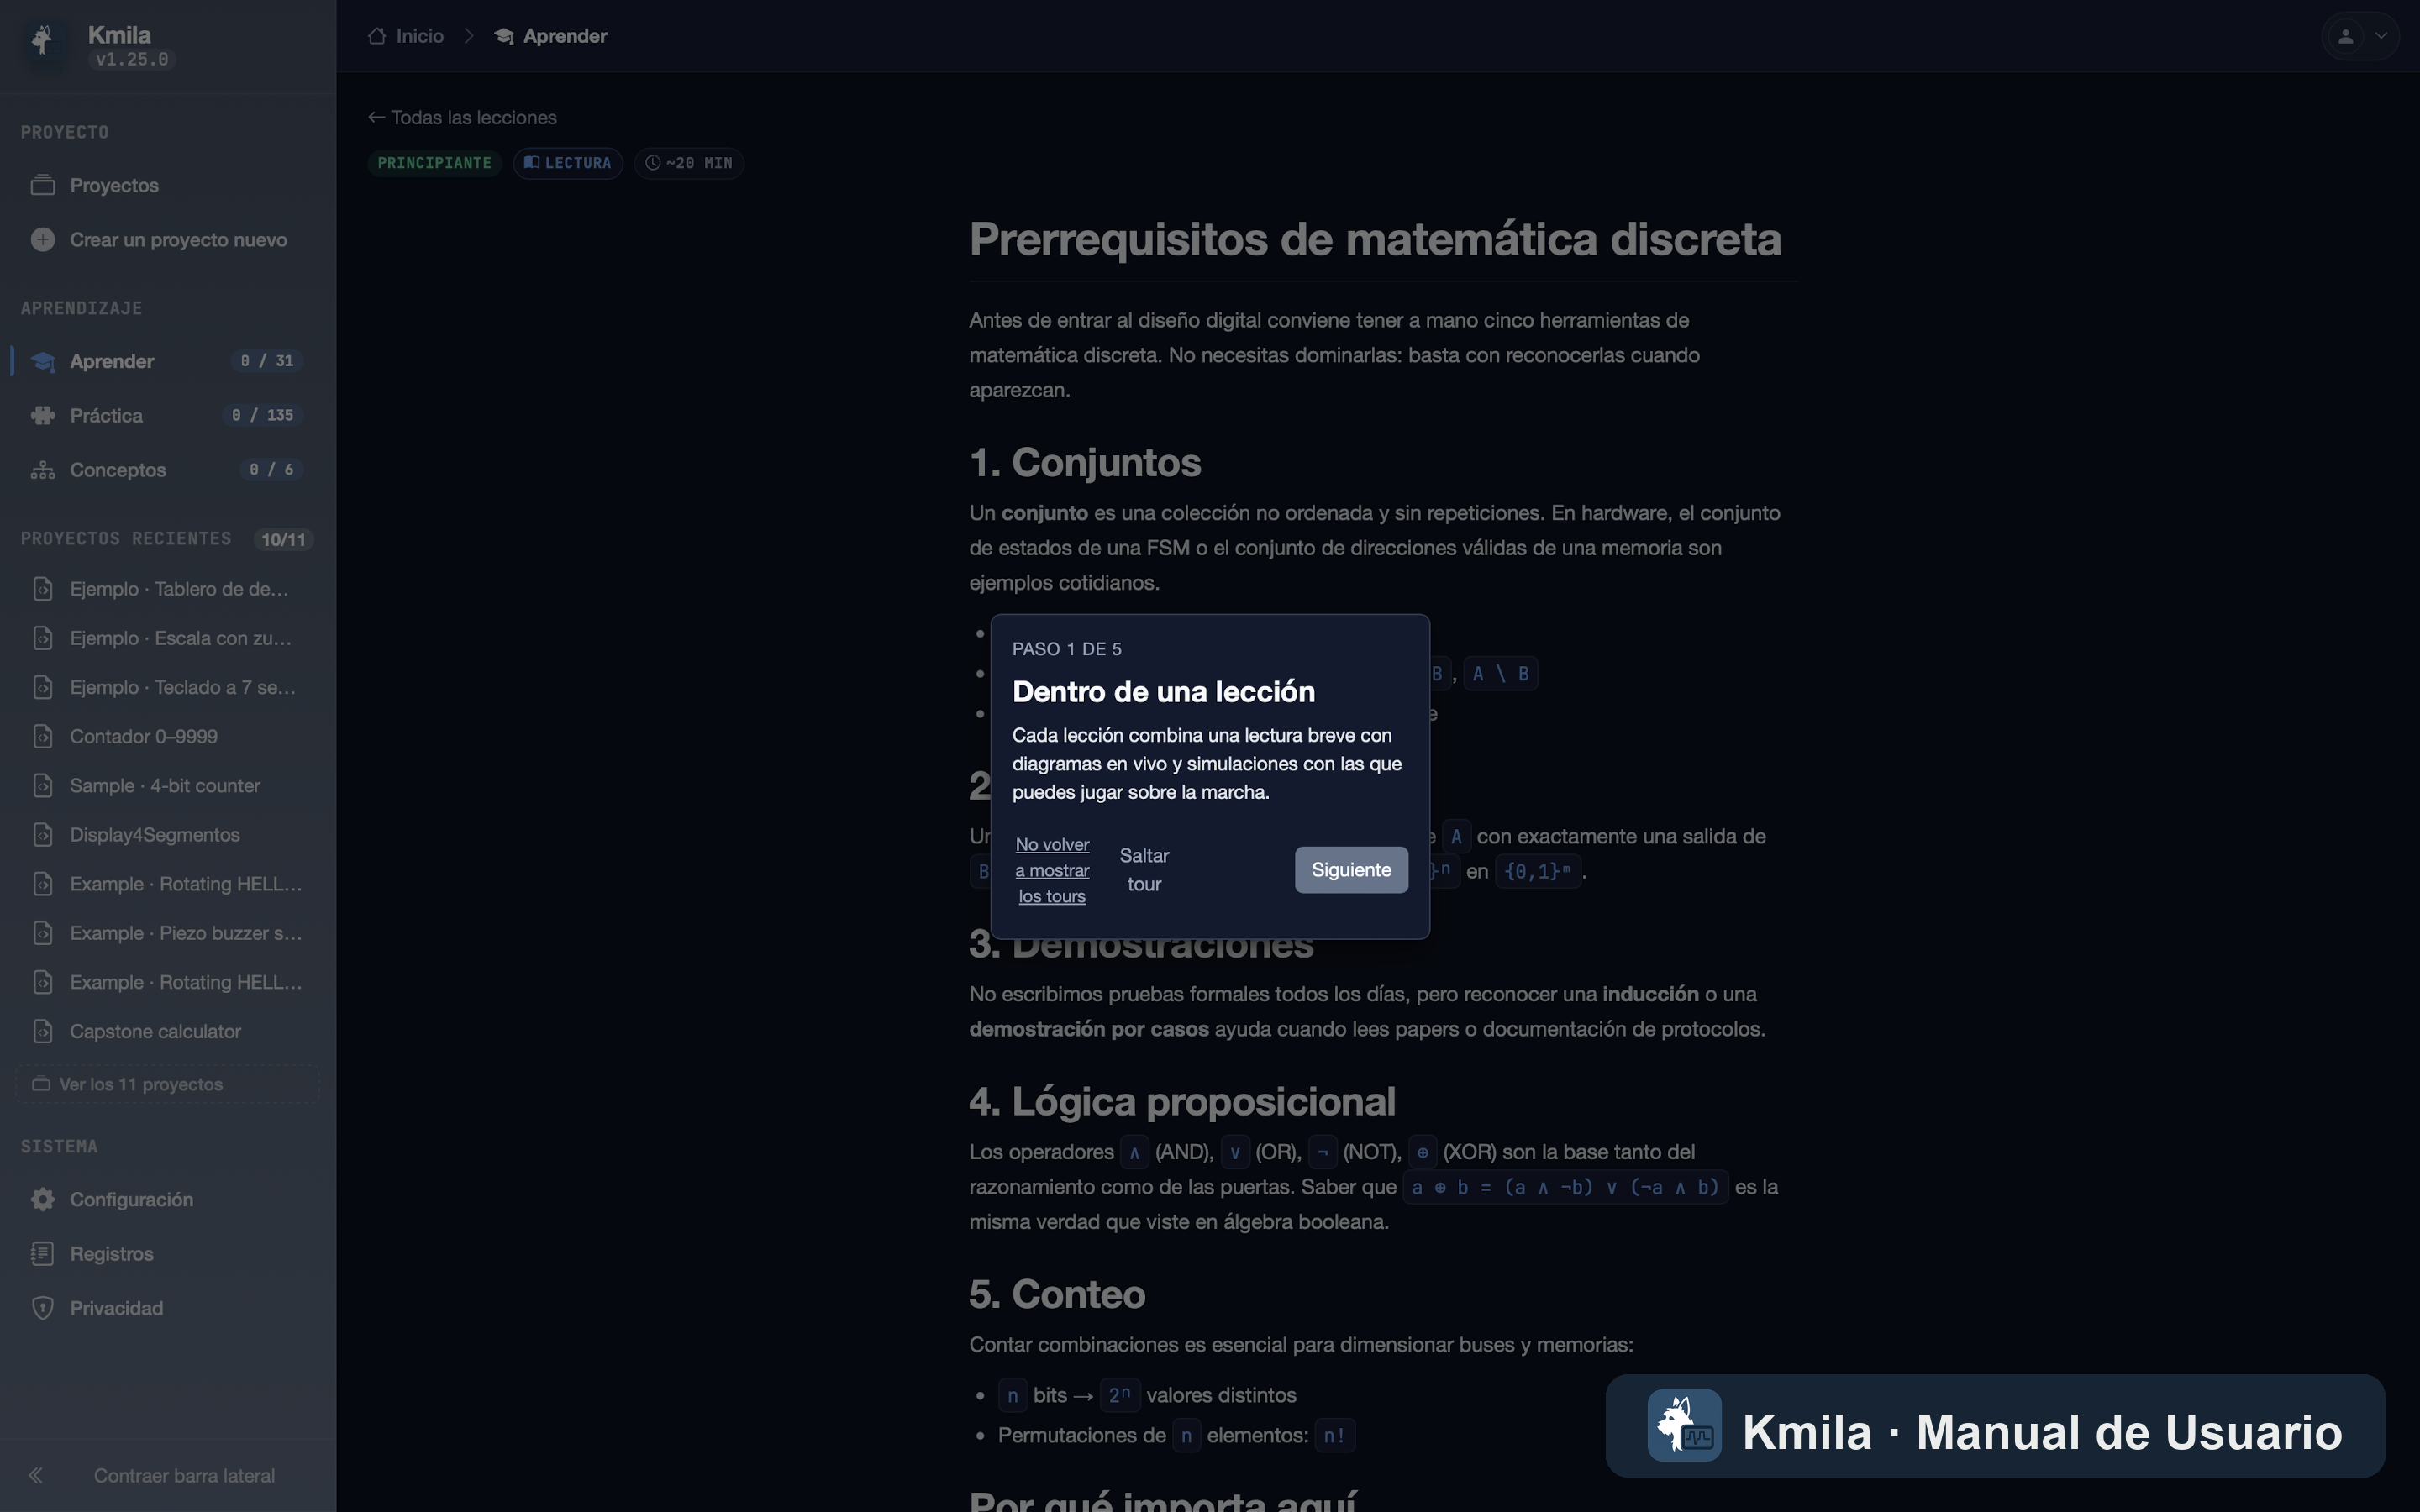 Kmila
v1.25.0
PROYECTO
Proyectos
Crear un proyecto nuevo
APRENDIZAJE
Aprender 0 / 31
Práctica 0 / 135
Conceptos 0 / 6
PROYECTOS RECIENTES 10/11
Ejemplo · Tablero de de...
Ejemplo · Escala con zu...
Ejemplo · Teclado a 7 se...
Contador 0–9999
Sample · 4-bit counter
Display4Segmentos
Example · Rotating HELL...
Example · Piezo buzzer s...
Example · Rotating HELL...
Capstone calculator
Ver los 11 proyectos
SISTEMA
Configuración
Registros
Privacidad
Contraer barra lateral
Inicio > Aprender
← Todas las lecciones
PRINCIPIANTE LECTURA ~20 MIN
Prerrequisitos de matemática discreta
Antes de entrar al diseño digital conviene tener a mano cinco herramientas de
matemática discreta. No necesitas dominarlas: basta con reconocerlas cuando
aparezcan.
1. Conjuntos
Un conjunto es una colección no ordenada y sin repeticiones. En hardware, el conjunto
de estados de una FSM o el conjunto de direcciones válidas de una memoria son
ejemplos cotidianos.
B, A \ B
e
PASO 1 DE 5
Dentro de una lección
Cada lección combina una lectura breve con
diagramas en vivo y simulaciones con las que
puedes jugar sobre la marcha.
No volver
a mostrar
los tours
Saltar
tour
Siguiente
2
Un
e A con exactamente una salida de
B
}ⁿ en {0,1}ᵐ.
3. Demostraciones
No escribimos pruebas formales todos los días, pero reconocer una inducción o una
demostración por casos ayuda cuando lees papers o documentación de protocolos.
4. Lógica proposicional
Los operadores ∧ (AND), ∨ (OR), ¬ (NOT), ⊕ (XOR) son la base tanto del
razonamiento como de las puertas. Saber que a ⊕ b = (a ∧ ¬b) ∨ (¬a ∧ b) es la
misma verdad que viste en álgebra booleana.
5. Conteo
Contar combinaciones es esencial para dimensionar buses y memorias:
• n bits → 2ⁿ valores distintos
• Permutaciones de n elementos: n!
Por qué importa aquí
Kmila · Manual de Usuario